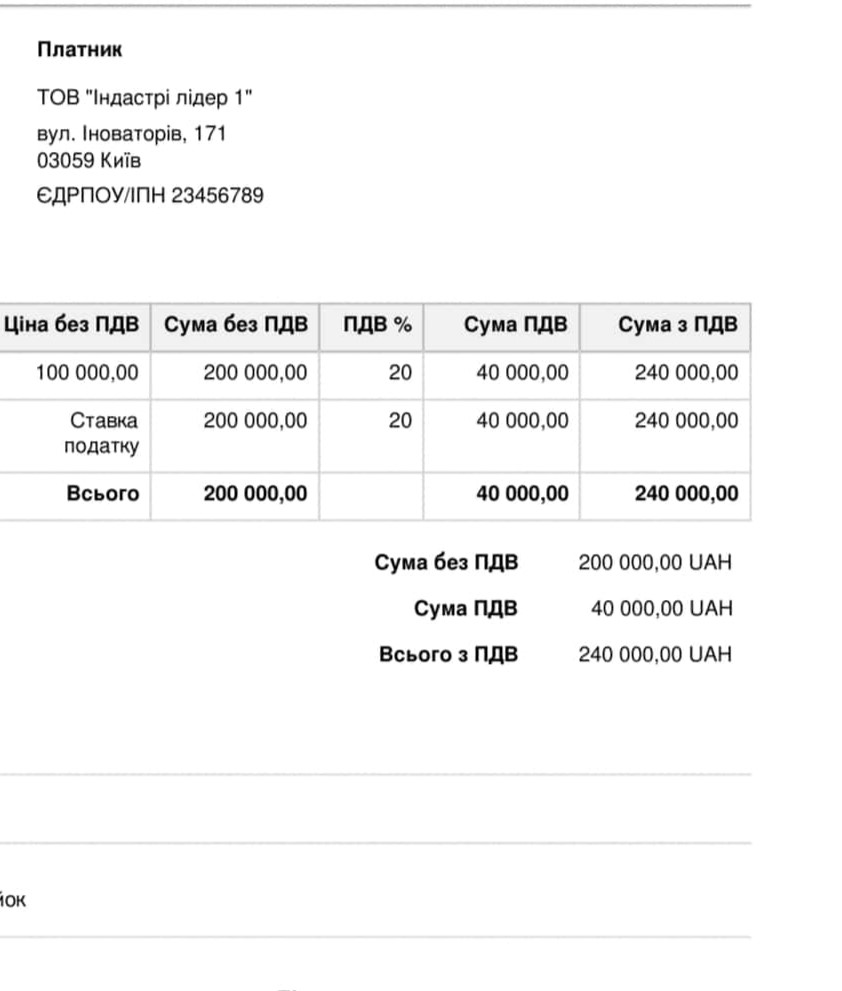 Платник
ТОВ "Індастрі лідер 1"
вул. Іноваторів, 171
03059 Київ
ЄДРПОУ/ІПН 23456789
Ціна без ПДВ Сума без ПДВ ПДВ % Сума ПДВ Сума з ПДВ
100 000,00 200 000,00 20 40 000,00 240 000,00
Ставка 200 000,00 20 40 000,00 240 000,00
податку
Всього 200 000,00 40 000,00 240 000,00
Сума без ПДВ 200 000,00 UAH
Сума ПДВ 40 000,00 UAH
Всього з ПДВ 240 000,00 UAH